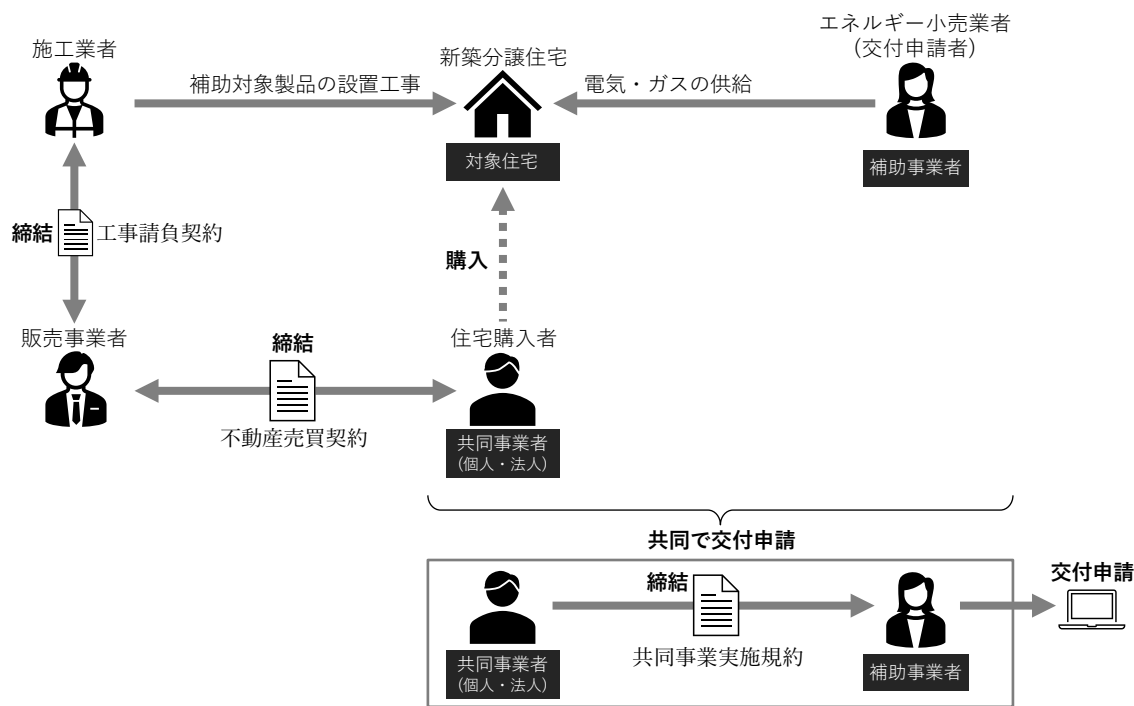 エネルギー小売業者
(交付申請者)
施工業者
新築分譲住宅
補助対象製品の設置工事
電気・ガスの供給
対象住宅
補助事業者
締結
工事請負契約
購入
販売事業者
住宅購入者
締結
不動産売買契約
共同事業者
(個人・法人)
共同で交付申請
締結
交付申請
共同事業実施規約
共同事業者
(個人・法人)
補助事業者